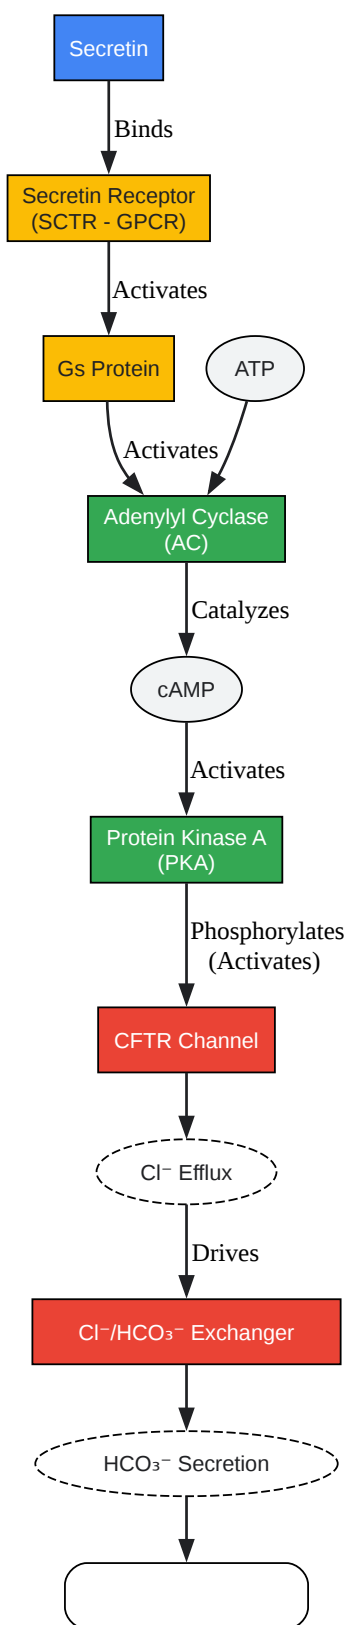 Secretin
Binds
Secretin Receptor
(SCTR - GPCR)
Activates
Gs Protein
ATP
Activates
Adenylyl Cyclase
(AC)
Catalyzes
cAMP
Activates
Protein Kinase A
(PKA)
Phosphorylates
(Activates)
CFTR Channel
Cl⁻ Efflux
Drives
Cl⁻/HCO₃⁻ Exchanger
HCO₃⁻ Secretion